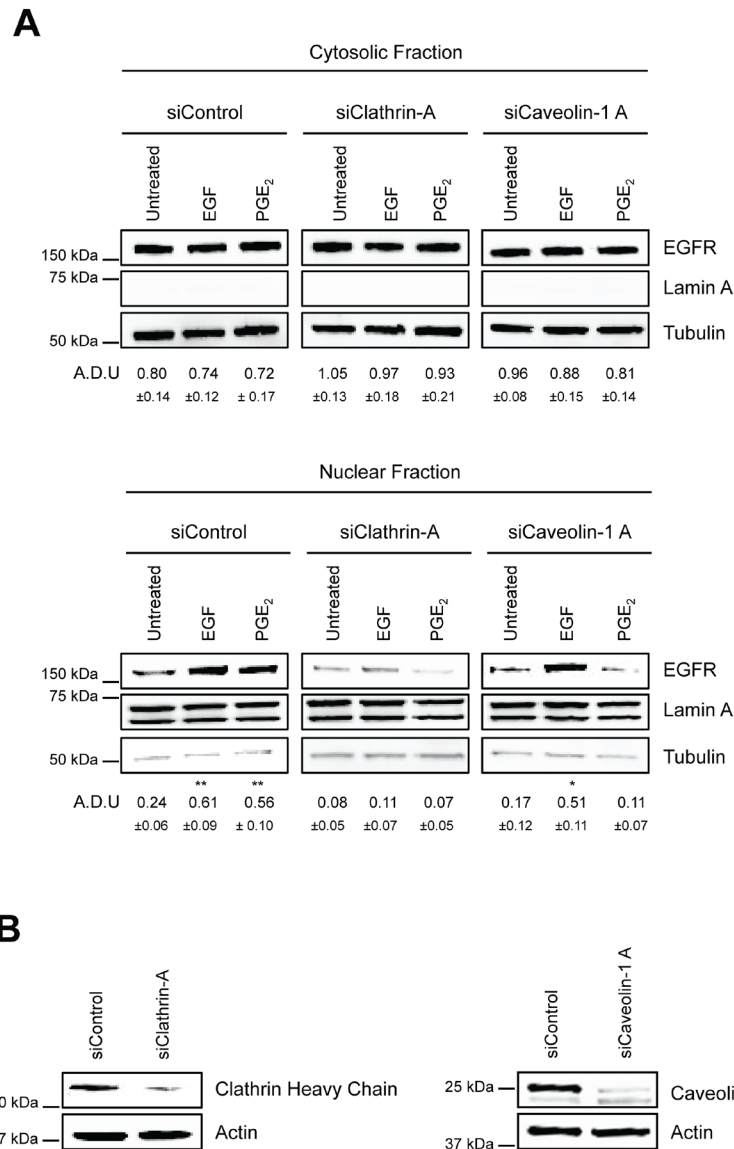 A
Cytosolic Fraction
siControl siClathrin-A siCaveolin-1 A
Untreated EGF PGE2 Untreated EGF PGE2 Untreated EGF PGE2
150 kDa EGFR
75 kDa Lamin A
50 kDa Tubulin
A.D.U 0.80 0.74 0.72 1.05 0.97 0.93 0.96 0.88 0.81
±0.14 ±0.12 ± 0.17 ±0.13 ±0.18 ±0.21 ±0.08 ±0.15 ±0.14
Nuclear Fraction
siControl siClathrin-A siCaveolin-1 A
Untreated EGF PGE2 Untreated EGF PGE2 Untreated EGF PGE2
150 kDa EGFR
75 kDa Lamin A
50 kDa Tubulin
** ** *
A.D.U 0.24 0.61 0.56 0.08 0.11 0.07 0.17 0.51 0.11
±0.06 ±0.09 ± 0.10 ±0.05 ±0.07 ±0.05 ±0.12 ±0.11 ±0.07
B
siControl siClathrin-A siControl siCaveolin-1 A
0 kDa Clathrin Heavy Chain 25 kDa Caveoli
7 kDa Actin 37 kDa Actin